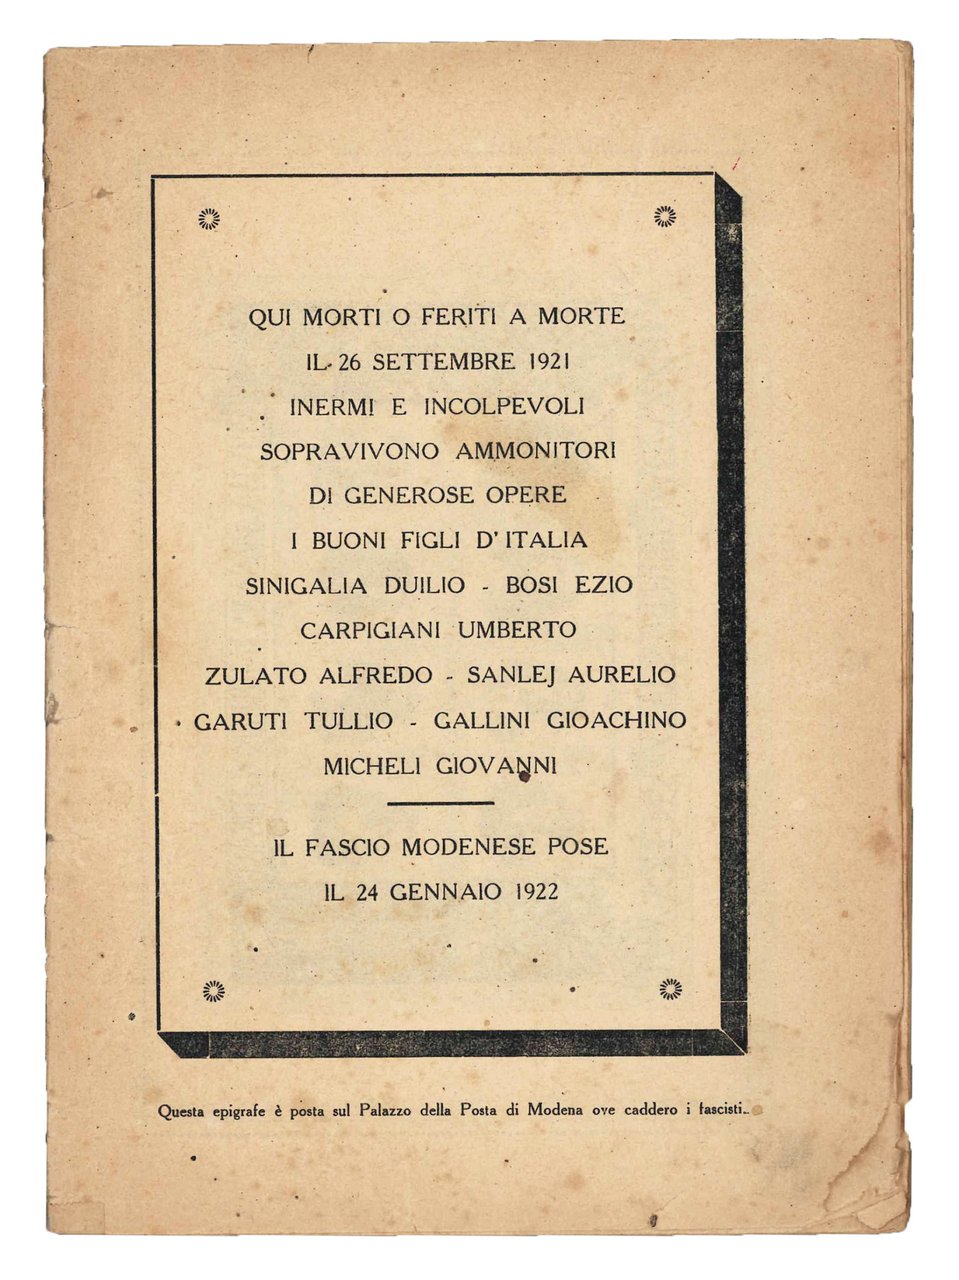 QUI MORTI O FERITI A MORTE
IL 26 SETTEMBRE 1921
INERMI E INCOLPEVOLI
SOPRAVIVONO AMMONITORI
DI GENEROSE OPERE
I BUONI FIGLI D'ITALIA
SINIGALIA DUILIO - BOSI EZIO
CARPIGIANI UMBERTO
ZULATO ALFREDO - SANLEJ AURELIO
GARUTI TULLIO - GALLINI GIOACHINO
MICHELI GIOVANNI
IL FASCIO MODENESE POSE
IL 24 GENNAIO 1922
Questa epigrafe è posta sul Palazzo della Posta di Modena ove caddero i fascisti.